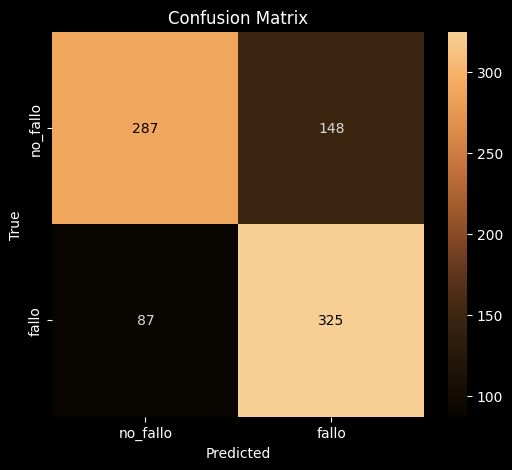 Confusion Matrix
no_fallo
287
148
True
fallo
87
325
no_fallo
fallo
Predicted
300
250
200
150
100